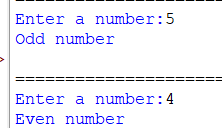 ======================
Enter a number:5
Odd number
======================
Enter a number:4
Even number